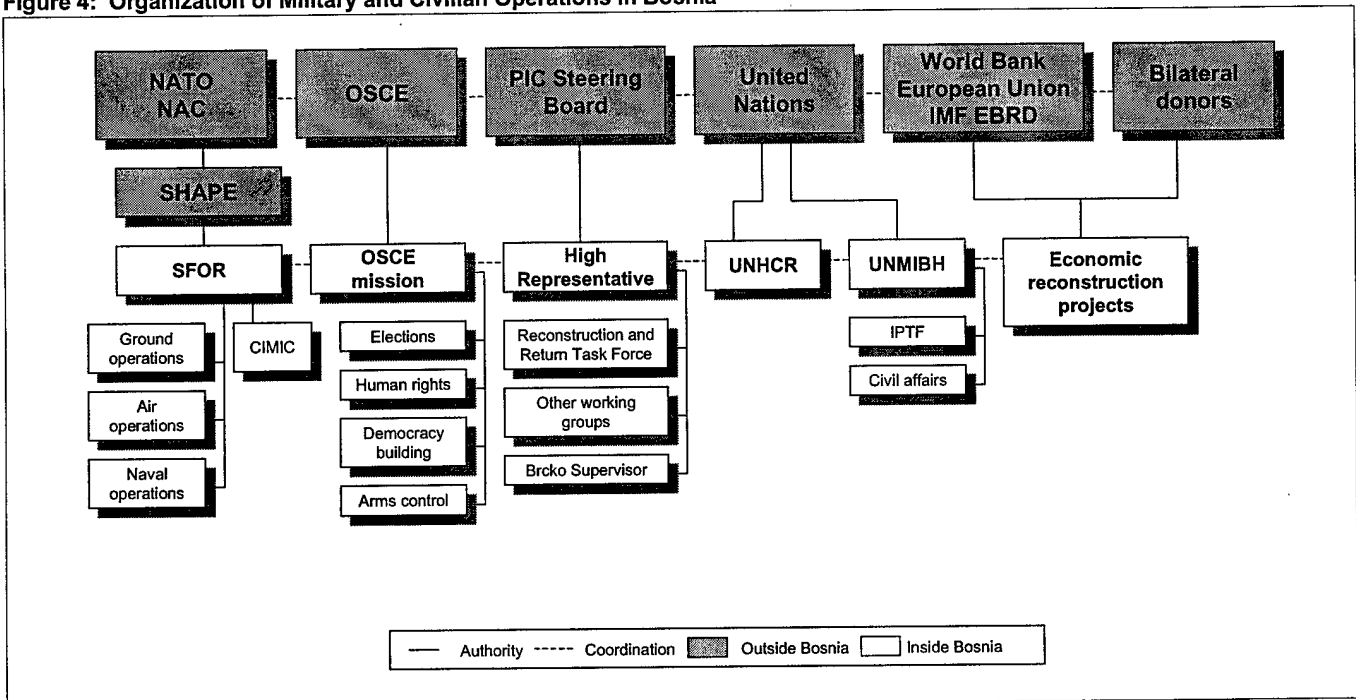 Figure 4: Organization of Military and Civilian Operations in Bosnia
NATO
NAC
OSCE
PIC Steering
Board
United
Nations
World Bank
European Union
IMF EBRD
Bilateral
donors
SHAPE
SFOR
OSCE
mission
High
Representative
UNHCR
UNMIBH
Economic
reconstruction
projects
Ground
operations
CIMIC
Air
operations
Naval
operations
Elections
Human rights
Democracy
building
Arms control
Reconstruction and
Return Task Force
Other working
groups
Brcko Supervisor
IPTF
Civil affairs
Authority
Coordination
Outside Bosnia
Inside Bosnia